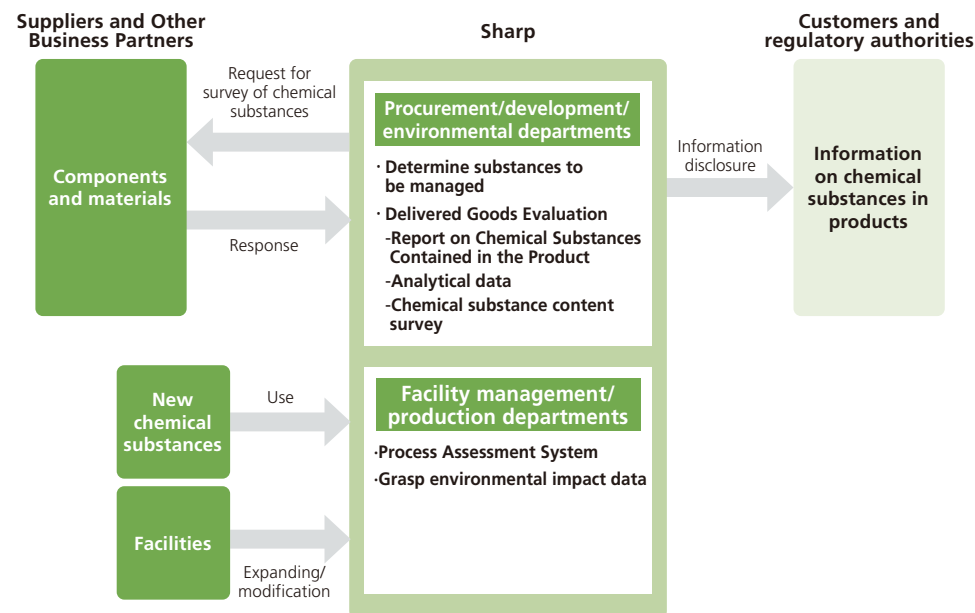 Suppliers and Other
Business Partners
Sharp
Customers and
regulatory authorities
Components
and materials
Request for
survey of chemical
substances
Response
Procurement/development/
environmental departments
· Determine substances to
be managed
· Delivered Goods Evaluation
-Report on Chemical Substances
Contained in the Product
-Analytical data
-Chemical substance content
survey
Information
disclosure
Information
on chemical
substances in
products
New
chemical
substances
Use
Facility management/
production departments
·Process Assessment System
·Grasp environmental impact data
Facilities
Expanding/
modification